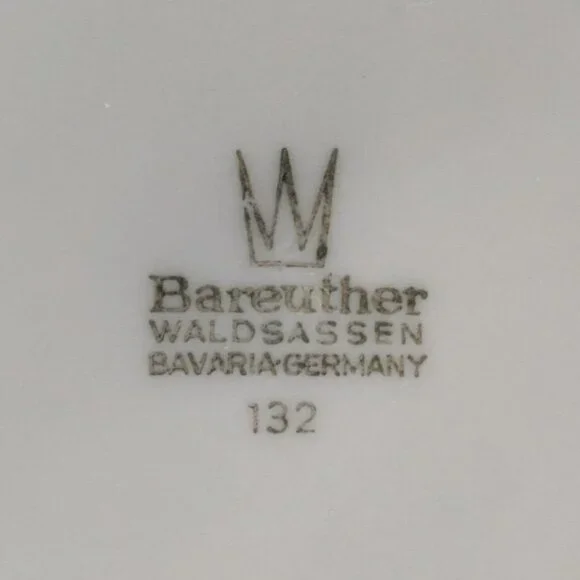 Bareuther
WALDSASSEN
BAVARIA-GERMANY
132